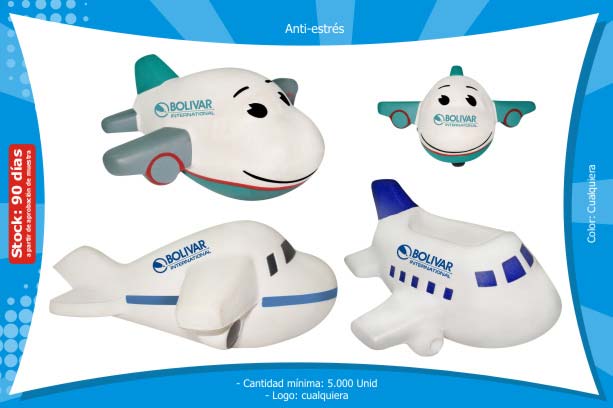 Anti-estrés
BOLIVAR
INTERNATIONAL
Stock: 90 días
a partir de aprobación de muestra
Color: Cualquiera
BOLIVAR
INTERNATIONAL
BOLIVAR
INTERNATIONAL
BOLIVAR
INTERNATIONAL
- Cantidad mínima: 5.000 Unid
- Logo: cualquiera